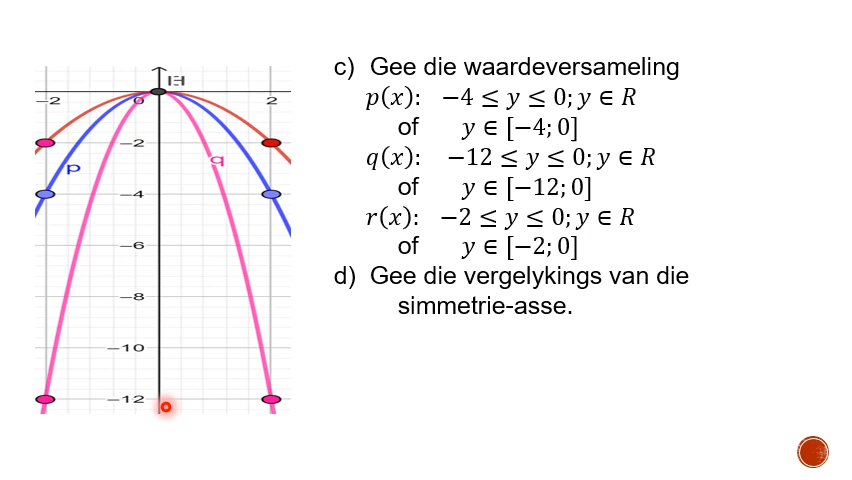 −2
0
2
−2
p
q
−4
−6
−8
−10
−12
c) Gee die waardeversameling
p(x): −4 ≤ y ≤ 0; y ∈ R
of y ∈ [−4; 0]
q(x): −12 ≤ y ≤ 0; y ∈ R
of y ∈ [−12; 0]
r(x): −2 ≤ y ≤ 0; y ∈ R
of y ∈ [−2; 0]
d) Gee die vergelykings van die
simmetrie-asse.